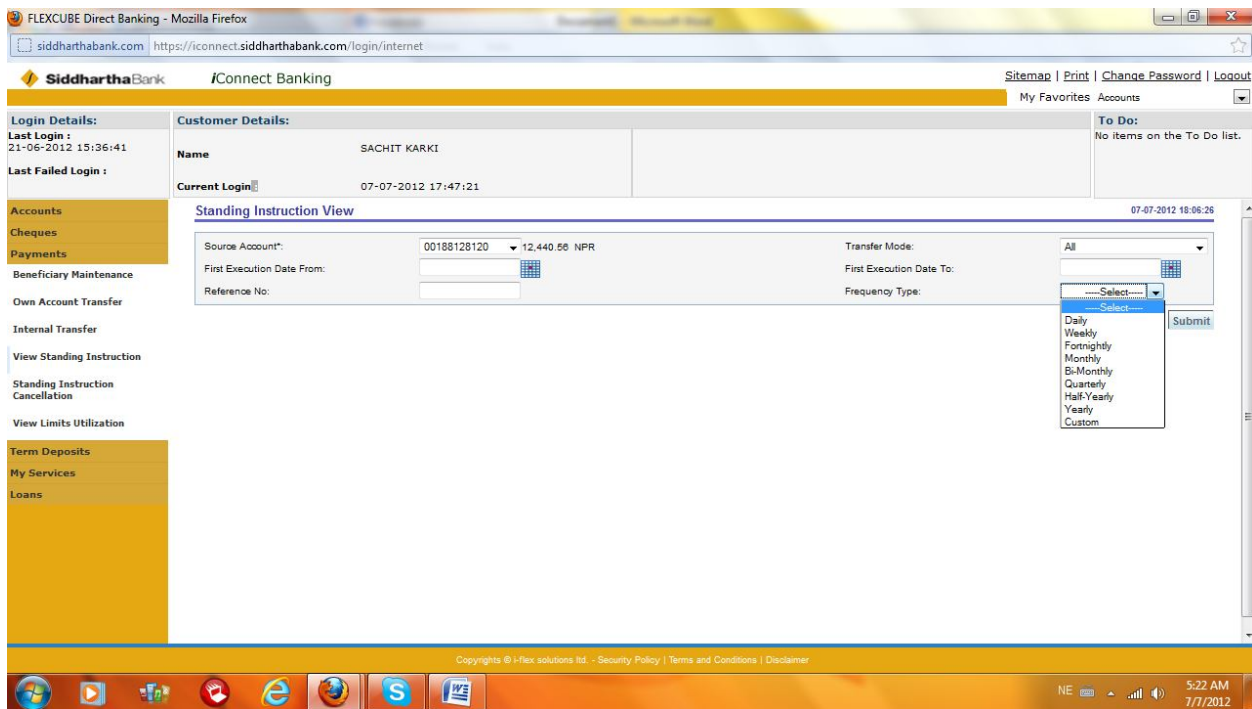 FLEXCUBE Direct Banking - Mozilla Firefox
siddharthabank.com https://iconnect.siddharthabank.com/login/internet
SiddharthaBank iConnect Banking Sitemap | Print | Change Password | Logout
My Favorites Accounts
Login Details: Customer Details: To Do:
Last Login :
21-06-2012 15:36:41
Last Failed Login :
Name SACHIT KARKI
Current Login: 07-07-2012 17:47:21
No items on the To Do list.
Accounts
Cheques
Payments
Beneficiary Maintenance
Own Account Transfer
Internal Transfer
View Standing Instruction
Standing Instruction
Cancellation
View Limits Utilization
Term Deposits
My Services
Loans
Standing Instruction View 07-07-2012 18:06:26
Source Account*: 00188128120 12,440.56 NPR Transfer Mode: All
First Execution Date From: First Execution Date To:
Reference No: Frequency Type: -----Select-----
-----Select-----
Daily
Weekly
Fortnightly
Monthly
Bi-Monthly
Quarterly
Half-Yearly
Yearly
Custom
Submit
Copyrights © i-flex solutions ltd. - Security Policy | Terms and Conditions | Disclaimer
NE 5:22 AM
7/7/2012